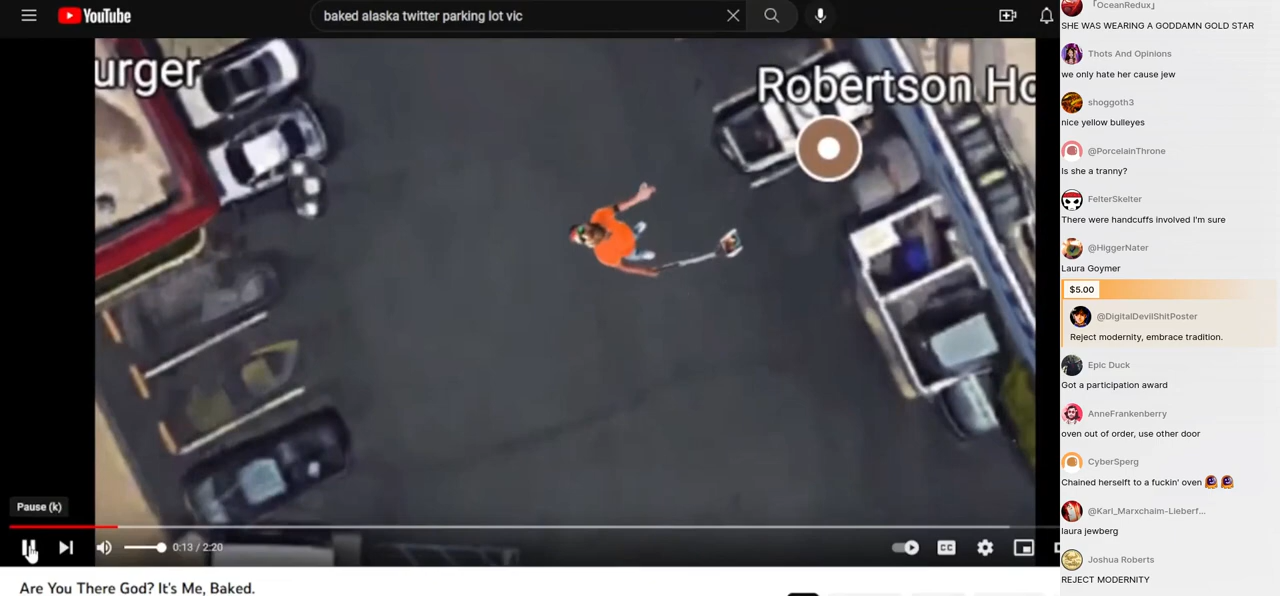 YouTube
baked alaska twitter parking lot vic
urger
Robertson Ho
Pause (k)
0:13 / 2:20
CC
Are You There God? It's Me, Baked.
「OceanRedux」
SHE WAS WEARING A GODDAMN GOLD STAR
Thots And Opinions
we only hate her cause jew
shoggoth3
nice yellow bulleyes
@PorcelainThrone
is she a tranny?
FelterSkelter
There were handcuffs involved I'm sure
@HiggerNater
Laura Goymer
$5.00
@DigitalDevilShitPoster
Reject modernity, embrace tradition.
Epic Duck
Got a participation award
AnneFrankenberry
oven out of order, use other door
CyberSperg
Chained herselft to a fuckin' oven
@Karl_Marxchaim-Lieberf...
laura jewberg
Joshua Roberts
REJECT MODERNITY